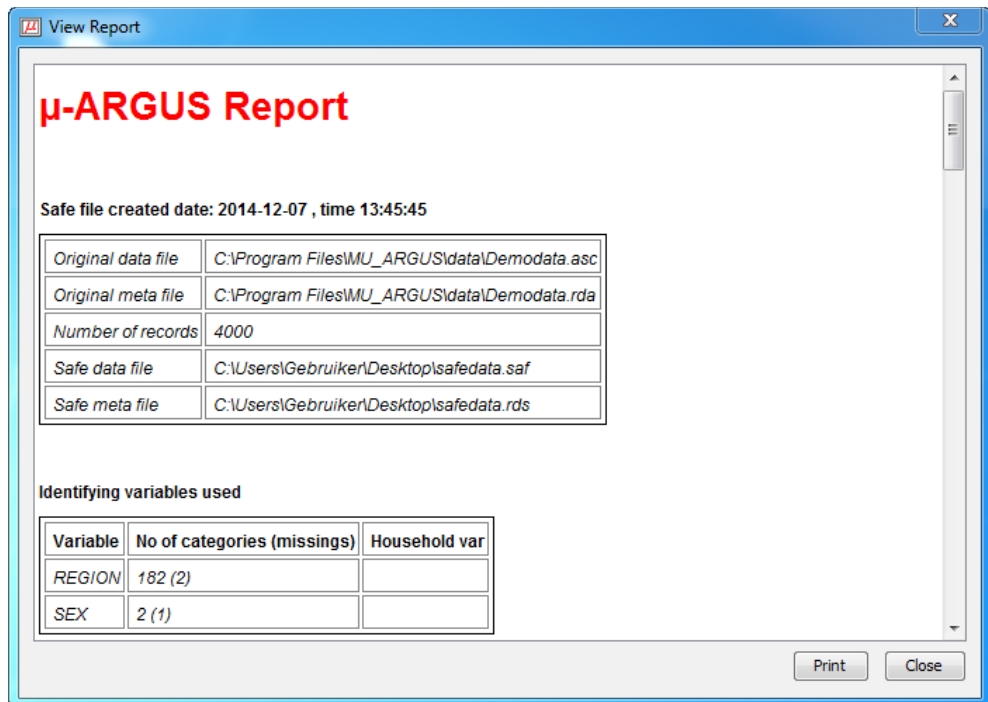 View Report
µ-ARGUS Report
Safe file created date: 2014-12-07 , time 13:45:45
Original data file C:\Program Files\MU_ARGUS\data\Demodata.asc
Original meta file C:\Program Files\MU_ARGUS\data\Demodata.rda
Number of records 4000
Safe data file C:\Users\Gebruiker\Desktop\safedata.saf
Safe meta file C:\Users\Gebruiker\Desktop\safedata.rds
Identifying variables used
Variable No of categories (missings) Household var
REGION 182 (2)
SEX 2 (1)
Print Close